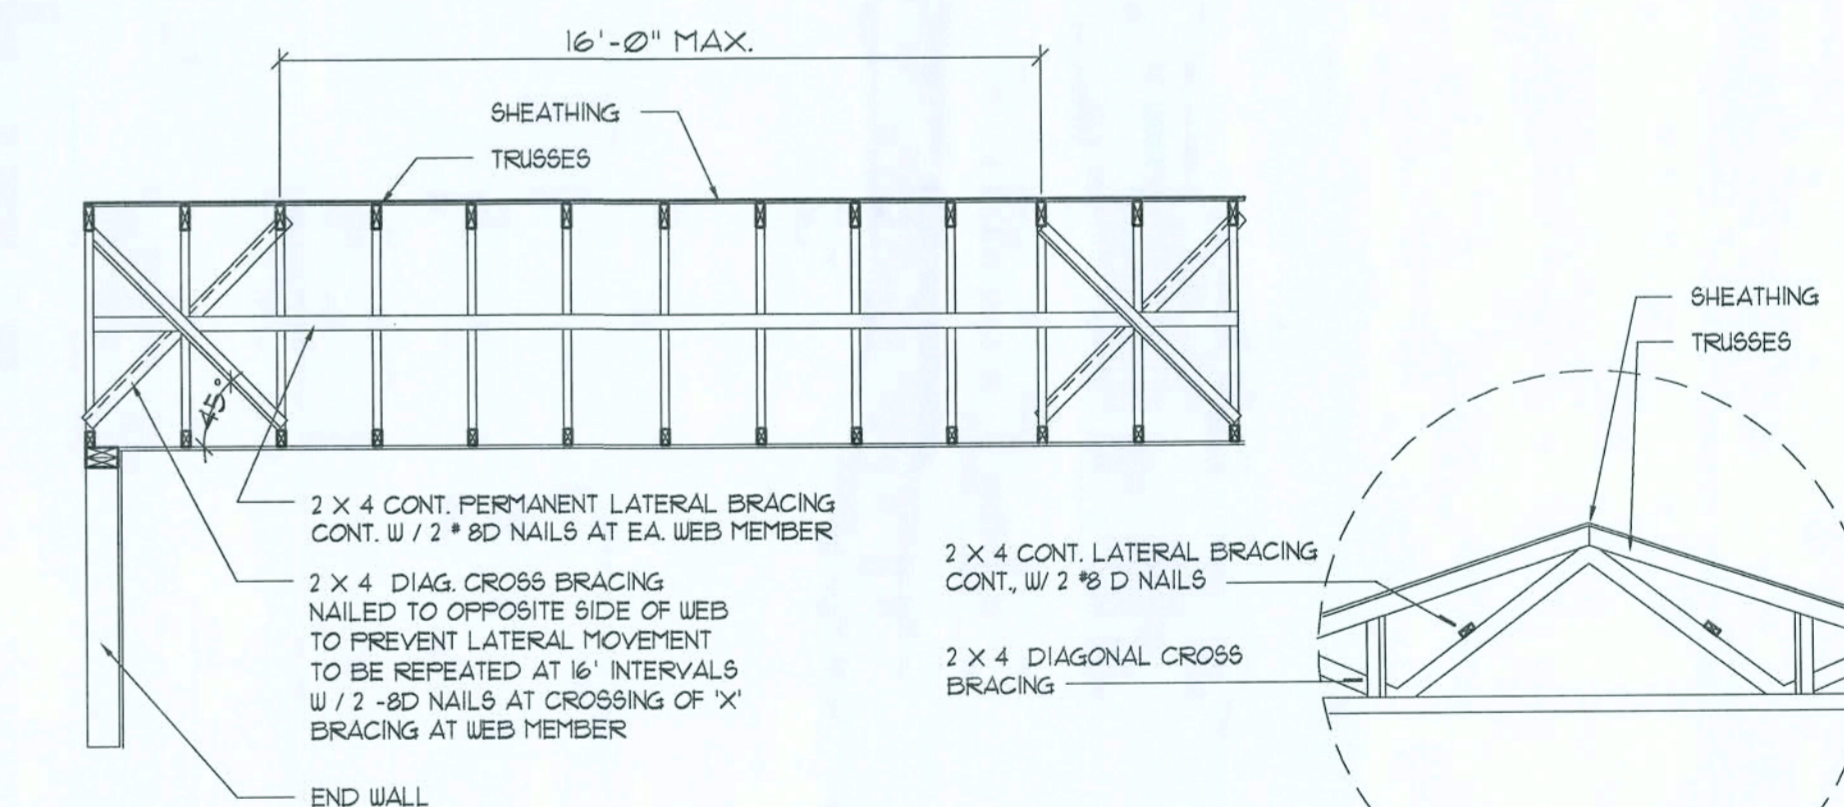 16'-0" MAX.
SHEATHING
TRUSSES
45°
2 X 4 CONT. PERMANENT LATERAL BRACING
CONT. W / 2 # 8D NAILS AT EA. WEB MEMBER
2 X 4 DIAG. CROSS BRACING
NAILED TO OPPOSITE SIDE OF WEB
TO PREVENT LATERAL MOVEMENT
TO BE REPEATED AT 16' INTERVALS
W / 2 -8D NAILS AT CROSSING OF 'X'
BRACING AT WEB MEMBER
END WALL
2 X 4 CONT. LATERAL BRACING
CONT., W/ 2 #8 D NAILS
2 X 4 DIAGONAL CROSS
BRACING
SHEATHING
TRUSSES